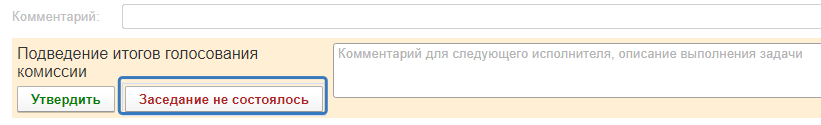 Комментарий:
Подведение итогов голосования
комиссии
Комментарий для следующего исполнителя, описание выполнения задачи
Утвердить
Заседание не состоялось